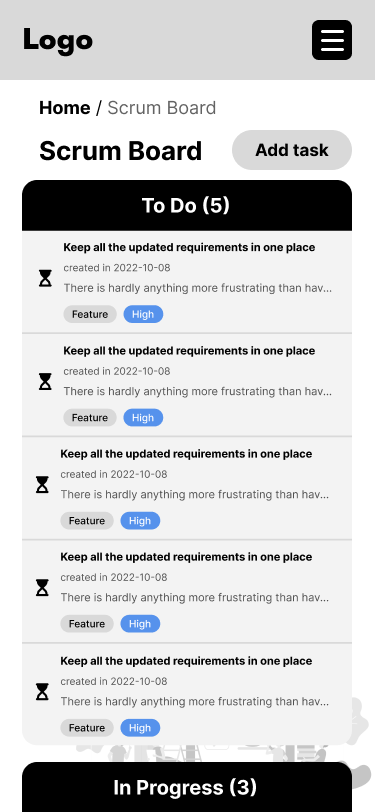 Logo
Home / Scrum Board
Scrum Board
Add task
To Do (5)
Keep all the updated requirements in one place
created in 2022-10-08
There is hardly anything more frustrating than hav...
Feature
High
Keep all the updated requirements in one place
created in 2022-10-08
There is hardly anything more frustrating than hav...
Feature
High
Keep all the updated requirements in one place
created in 2022-10-08
There is hardly anything more frustrating than hav...
Feature
High
Keep all the updated requirements in one place
created in 2022-10-08
There is hardly anything more frustrating than hav...
Feature
High
Keep all the updated requirements in one place
created in 2022-10-08
There is hardly anything more frustrating than hav...
Feature
High
In Progress (3)